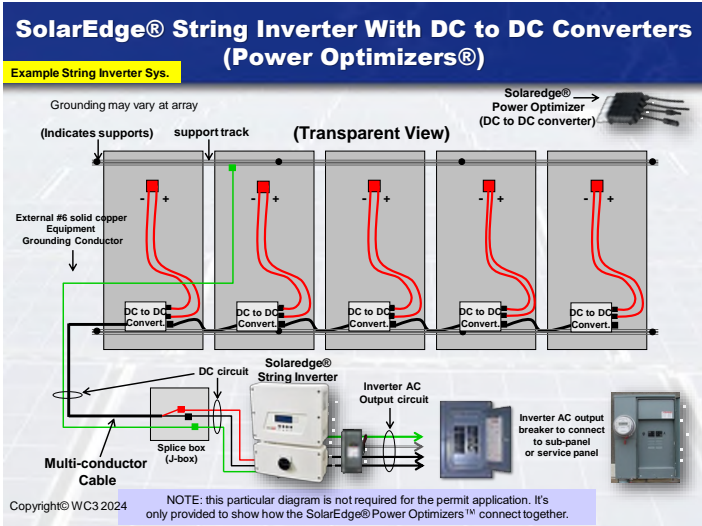 SolarEdge® String Inverter With DC to DC Converters
(Power Optimizers®)
Example String Inverter Sys.
Solaredge®
Power Optimizer
(DC to DC converter)
Grounding may vary at array
(Indicates supports)
support track
(Transparent View)
- +
- +
- +
- +
- +
External #6 solid copper
Equipment
Grounding Conductor
DC to DC
Convert.
DC to DC
Convert.
DC to DC
Convert.
DC to DC
Convert.
DC to DC
Convert.
DC circuit
Solaredge®
String Inverter
Inverter AC
Output circuit
Inverter AC output
breaker to connect
to sub-panel
or service panel
Splice box
(J-box)
Multi-conductor
Cable
Copyright© WC3 2024
NOTE: this particular diagram is not required for the permit application. It's
only provided to show how the SolarEdge® Power Optimizers™ connect together.